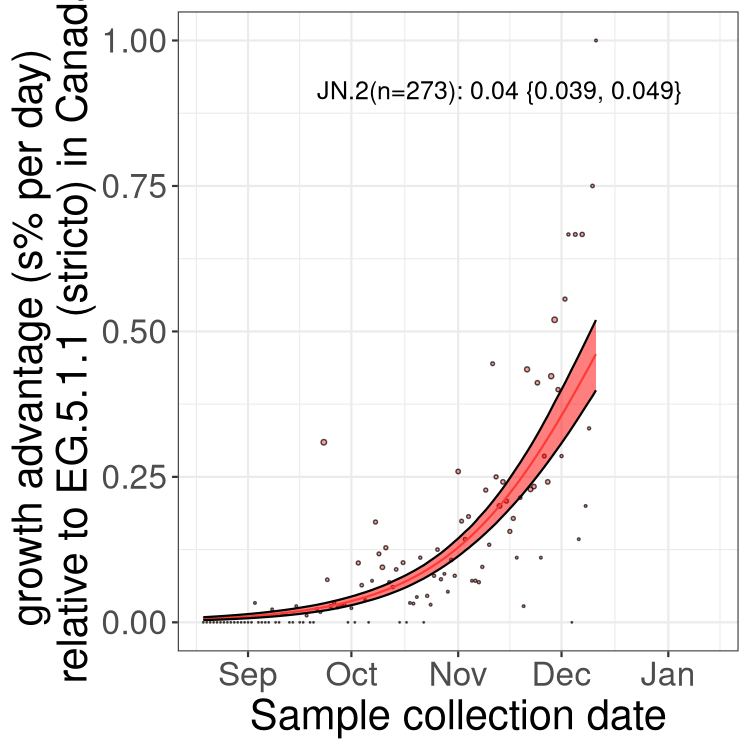 growth advantage (s% per day)
relative to EG.5.1.1 (stricto) in Canada
1.00
JN.2(n=273): 0.04 {0.039, 0.049}
0.75
0.50
0.25
0.00
Sep Oct Nov Dec Jan
Sample collection date